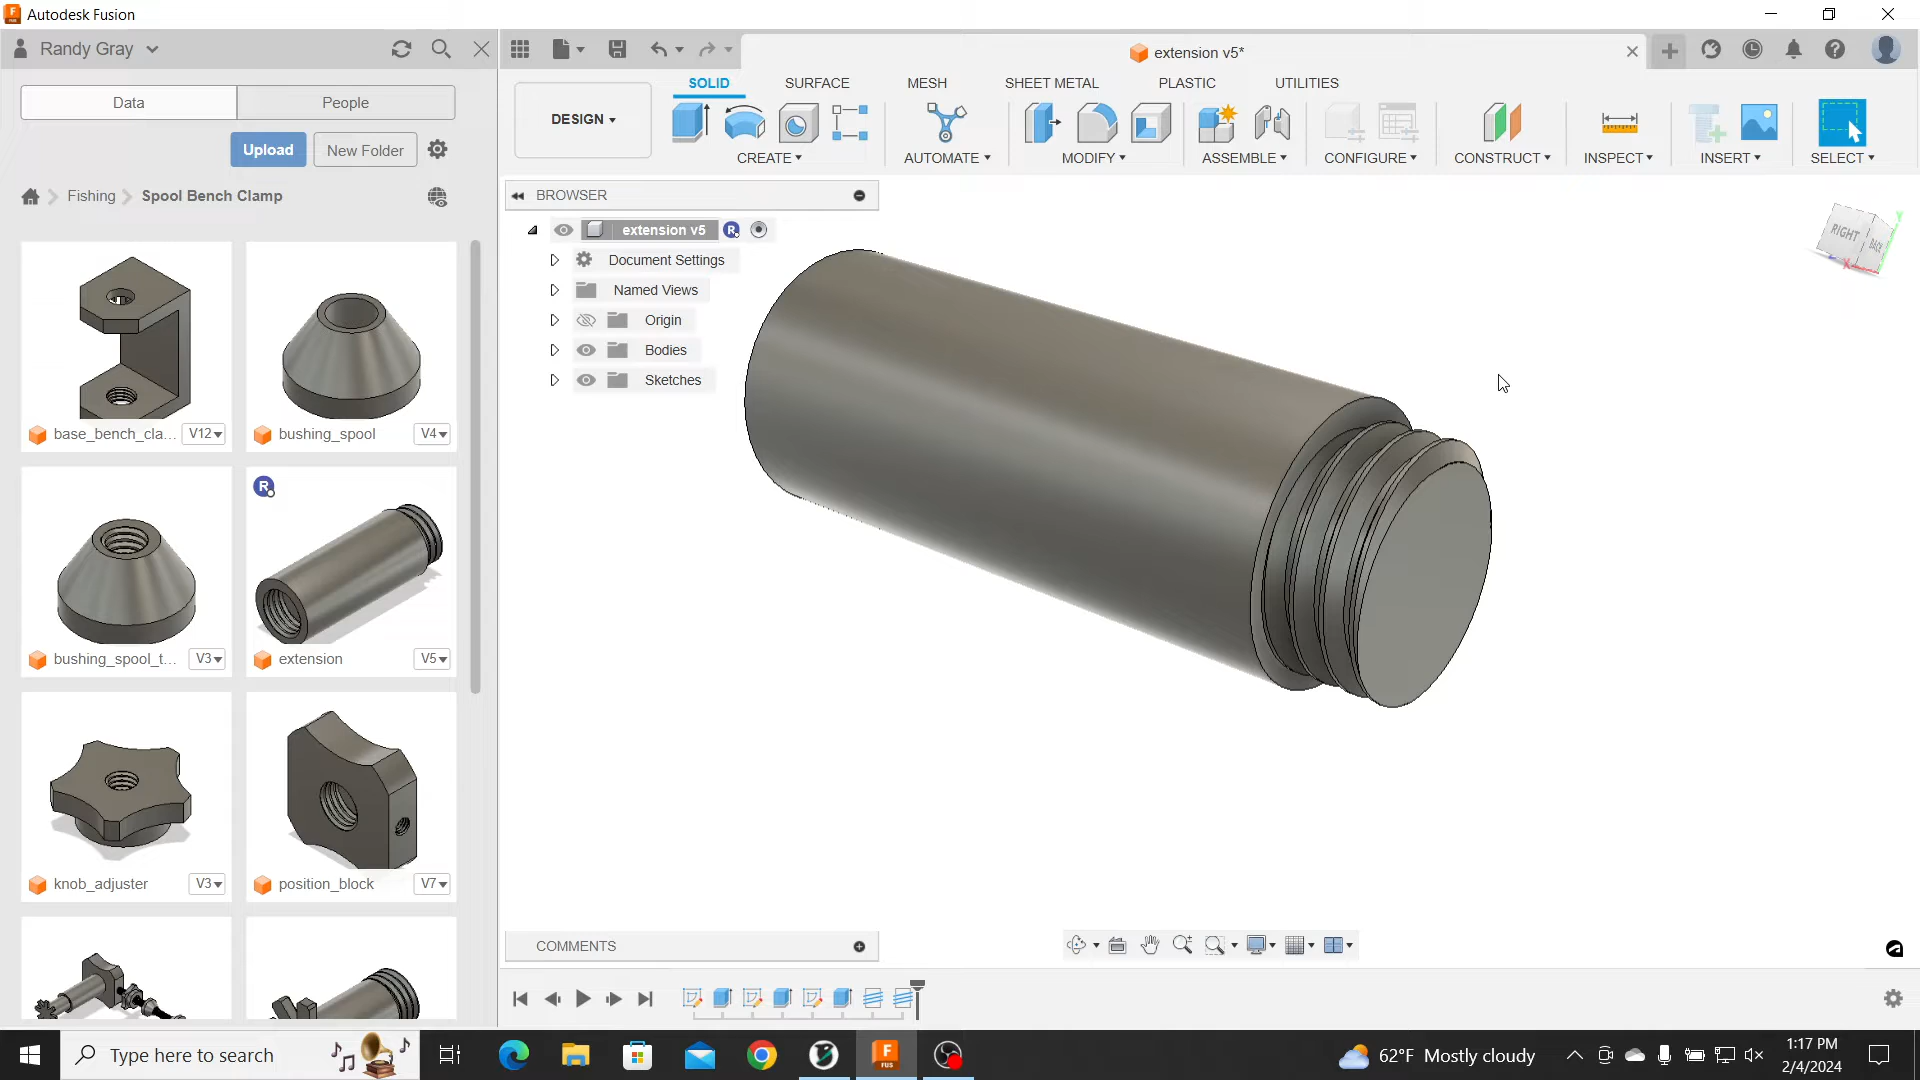 Autodesk Fusion
Randy Gray
Data
People
Upload
New Folder
Fishing
Spool Bench Clamp
base_bench_cla...
V12
bushing_spool
V4
bushing_spool_t...
V3
R
extension
V5
knob_adjuster
V3
position_block
V7
extension v5*
SOLID
SURFACE
MESH
SHEET METAL
PLASTIC
UTILITIES
DESIGN
CREATE
AUTOMATE
MODIFY
ASSEMBLE
CONFIGURE
CONSTRUCT
INSPECT
INSERT
SELECT
BROWSER
extension v5
R
Document Settings
Named Views
Origin
Bodies
Sketches
RIGHT
BACK
Y
X
COMMENTS
Type here to search
FUS
62°F Mostly cloudy
1:17 PM
2/4/2024